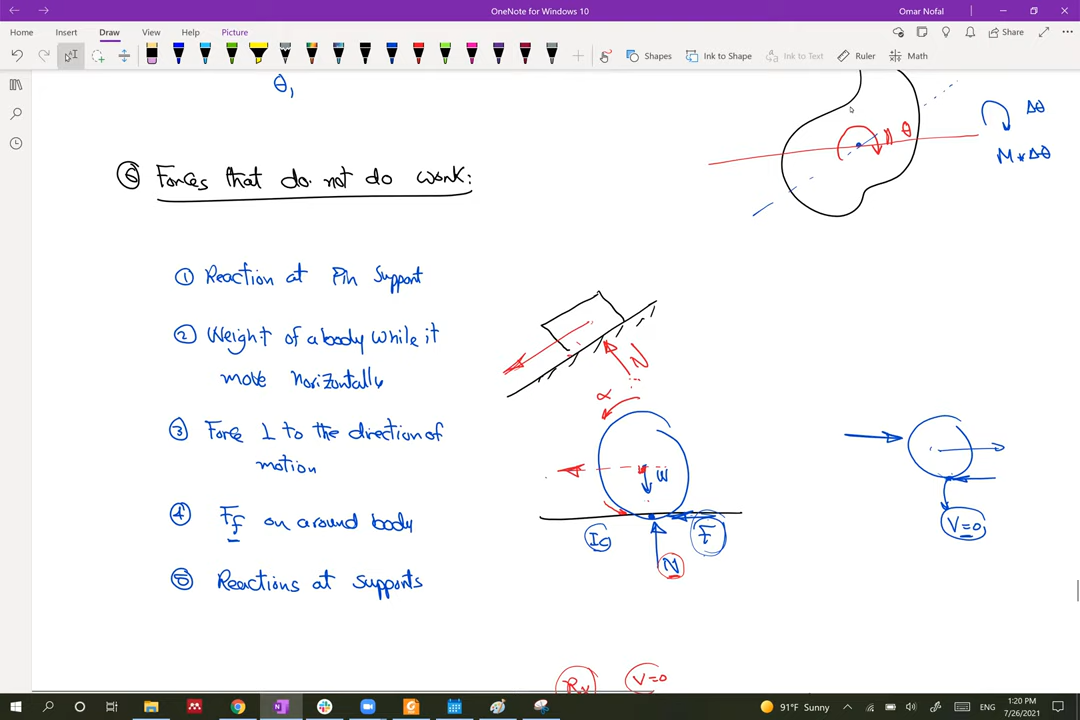 OneNote for Windows 10
Omar Nofal
Home
Insert
Draw
View
Help
Picture
Share
Shapes
Ink to Shape
Ink to Text
Ruler
Math
θ₁
θ
Δθ
M * Δθ
⑥ Forces that do not do work:
① Reaction at Pin Support
② Weight of a body while it
move horizontally
N
③ Force ⊥ to the direction of
motion
α
W
④ Ff on around body
IC
F
N
V=0
⑤ Reactions at supports
Rx
V=0
91°F Sunny
ENG
1:20 PM
7/26/2021